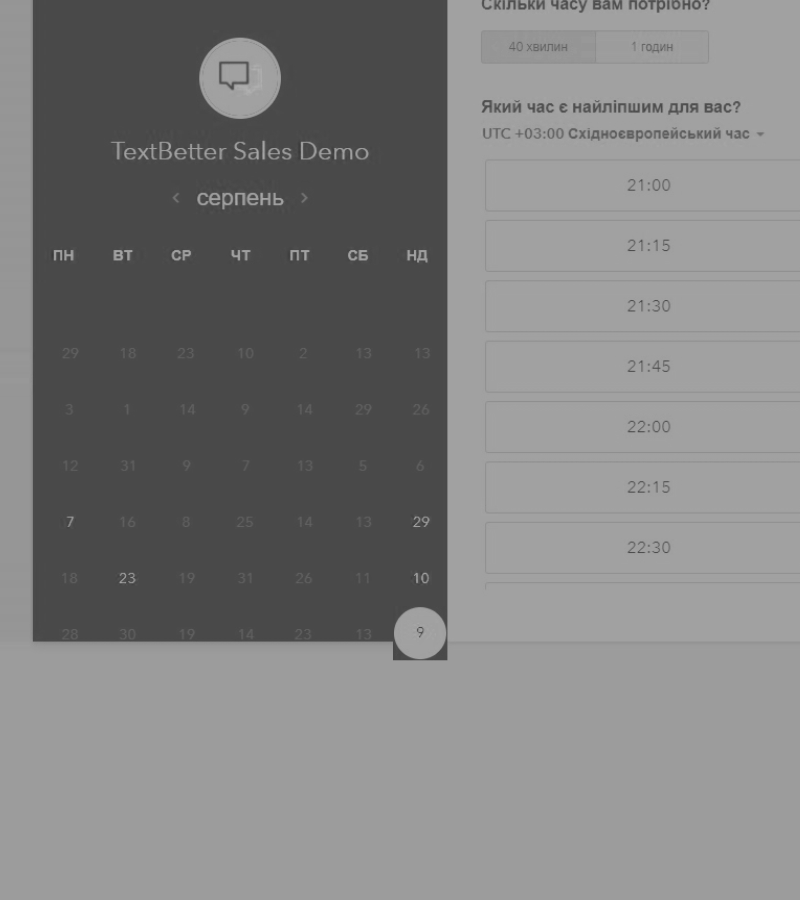 Скільки часу вам потрібно?
40 хвилин 1 годин
Який час є найліпшим для вас?
UTC +03:00 Східноєвропейський час
TextBetter Sales Demo
серпень
ПН ВТ СР ЧТ ПТ СБ НД
29 18 23 10 2 13 13
3 1 14 9 14 29 26
12 31 9 7 13 5 6
7 16 8 25 14 13 29
18 23 19 31 26 11 10
28 30 19 14 23 13 9
21:00
21:15
21:30
21:45
22:00
22:15
22:30